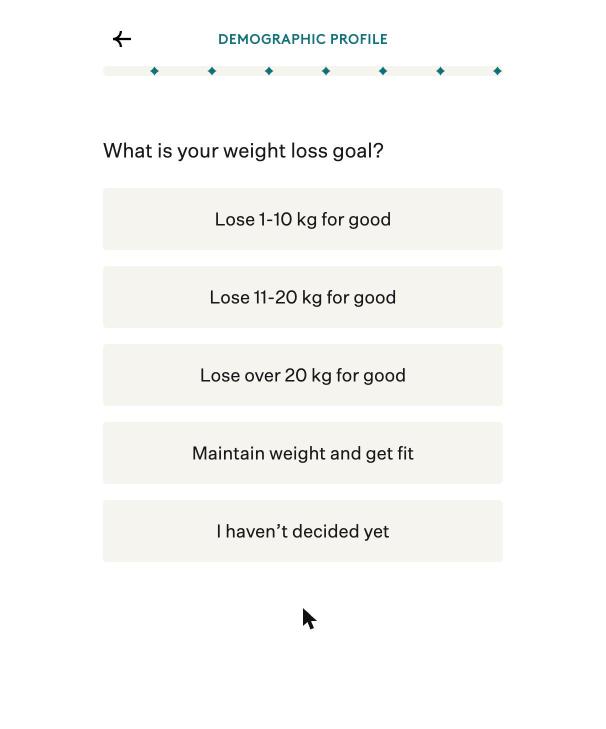 DEMOGRAPHIC PROFILE
What is your weight loss goal?
Lose 1-10 kg for good
Lose 11-20 kg for good
Lose over 20 kg for good
Maintain weight and get fit
I haven’t decided yet